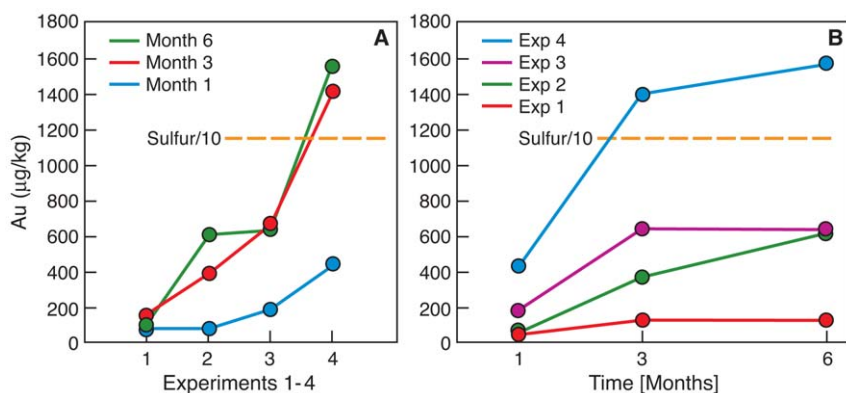 1800
1600
1400
1200
1000
800
600
400
200
0
Au (µg/kg)
Month 6
Month 3
Month 1
A
Sulfur/10
1 2 3 4
Experiments 1-4
1800
1600
1400
1200
1000
800
600
400
200
0
Exp 4
Exp 3
Exp 2
Exp 1
B
Sulfur/10
1 3 6
Time [Months]